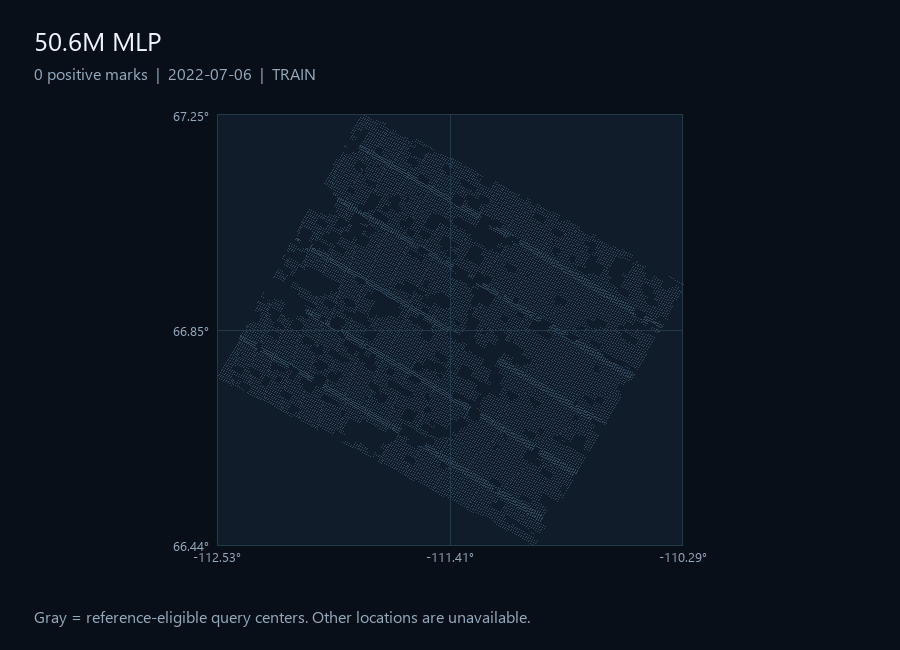 50.6M MLP
0 positive marks | 2022-07-06 | TRAIN
67.25°
66.85°
66.44°
-112.53°
-111.41°
-110.29°
Gray = reference-eligible query centers. Other locations are unavailable.